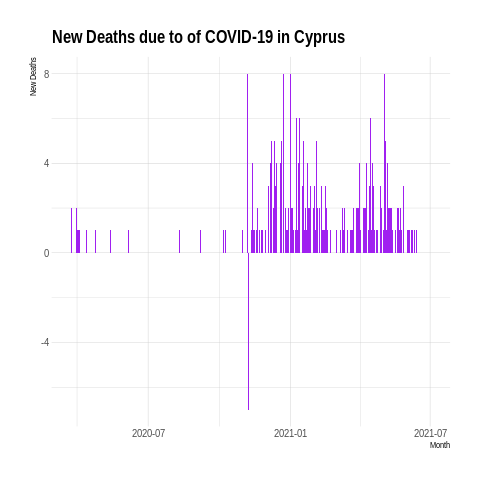 New Deaths due to of COVID-19 in Cyprus
New Deaths
8
4
0
-4
2020-07
2021-01
2021-07
Month